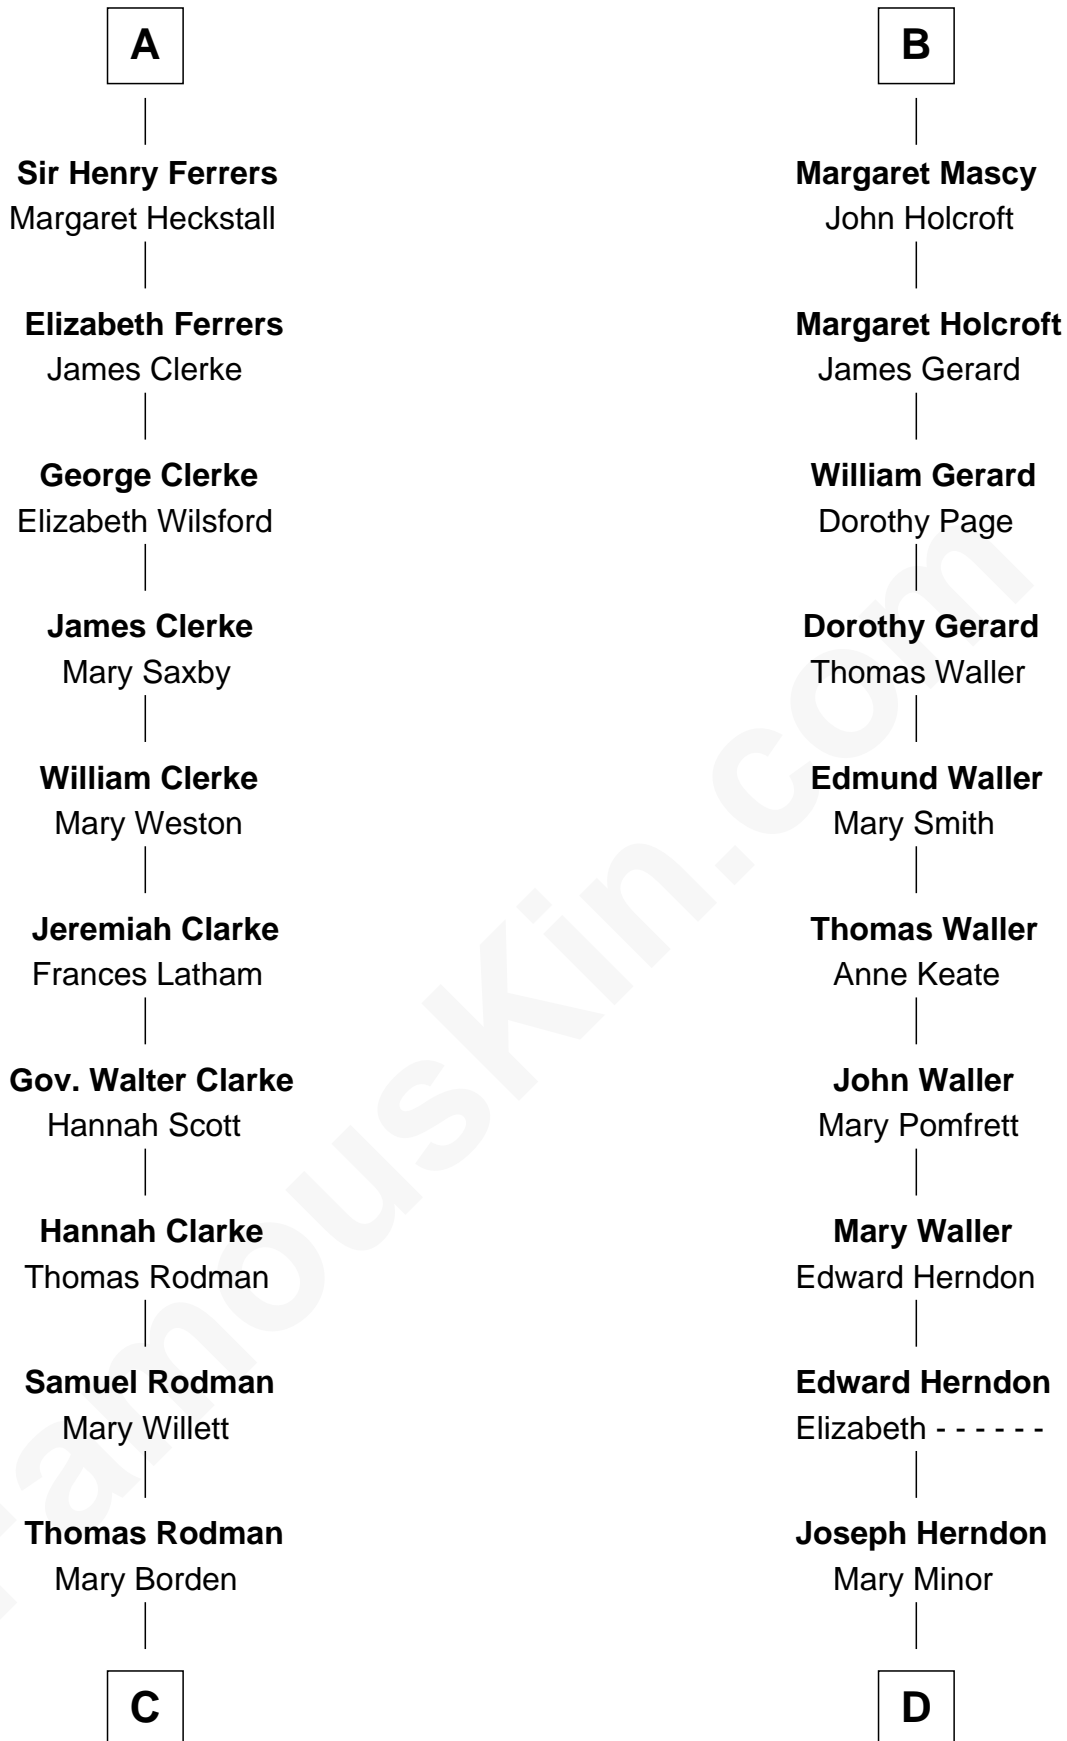 A
Sir Henry Ferrers
Margaret Heckstall
Elizabeth Ferrers
James Clerke
George Clerke
Elizabeth Wilsford
James Clerke
Mary Saxby
William Clerke
Mary Weston
Jeremiah Clarke
Frances Latham
Gov. Walter Clarke
Hannah Scott
Hannah Clarke
Thomas Rodman
Samuel Rodman
Mary Willett
Thomas Rodman
Mary Borden
C
B
Margaret Mascy
John Holcroft
Margaret Holcroft
James Gerard
William Gerard
Dorothy Page
Dorothy Gerard
Thomas Waller
Edmund Waller
Mary Smith
Thomas Waller
Anne Keate
John Waller
Mary Pomfrett
Mary Waller
Edward Herndon
Edward Herndon
Elizabeth - - - - - -
Joseph Herndon
Mary Minor
D
FamousKin.com